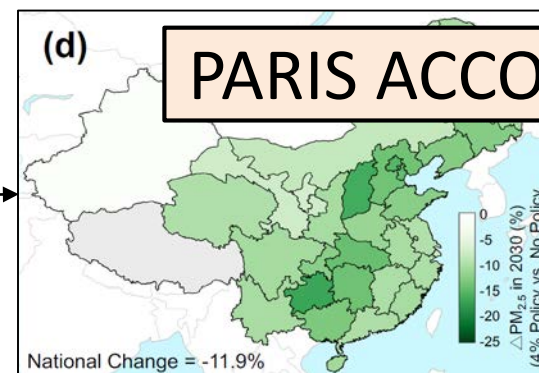 (d)
PARIS ACCO
0
-5
-10
-15
-20
-25
△PM2.5 in 2030 (%)
(4% Policy vs. No Policy
National Change = -11.9%